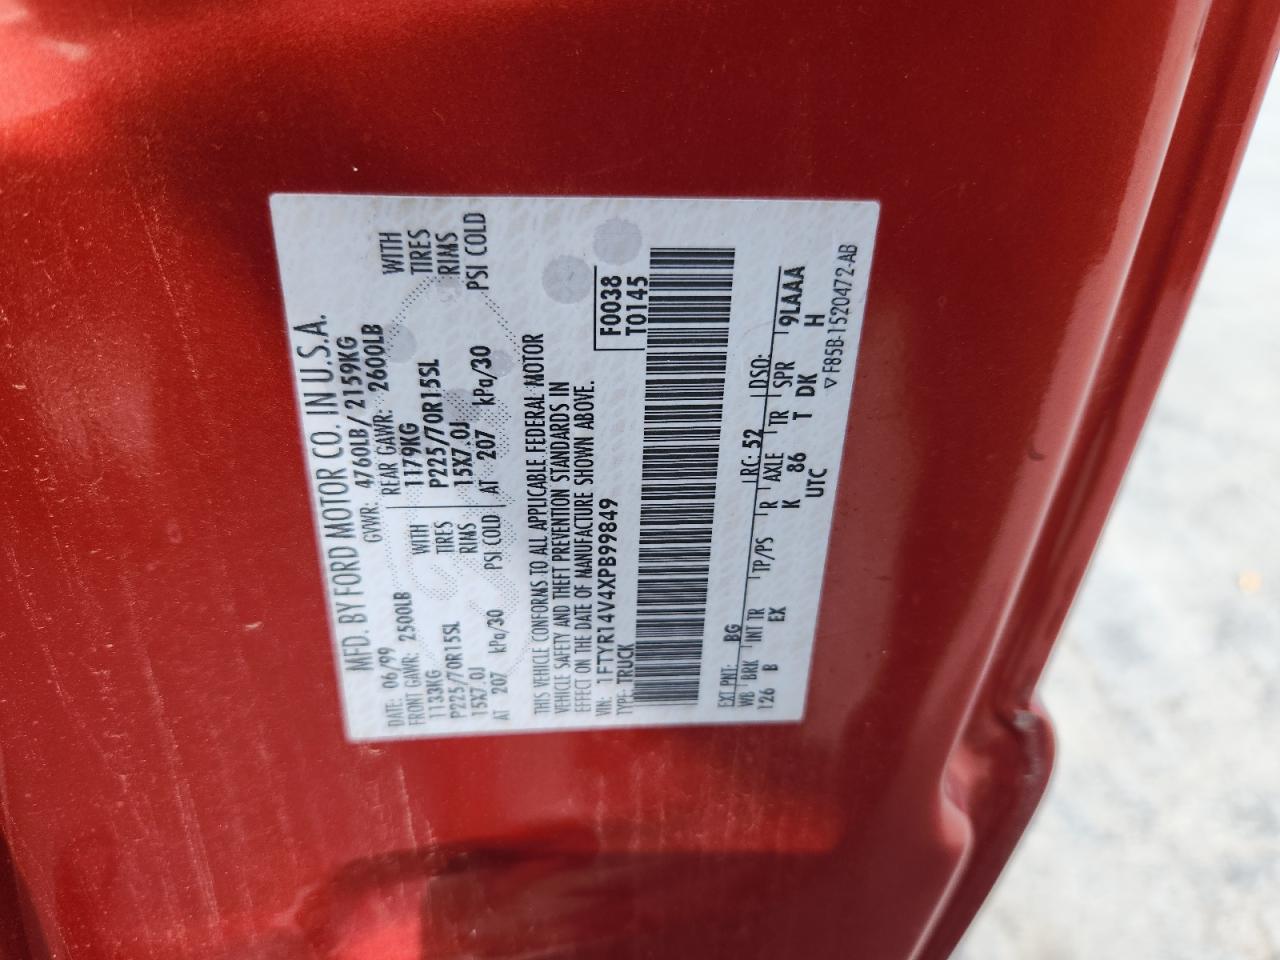 MFD. BY FORD MOTOR CO. IN U.S.A.
DATE: 06/99 GVWR: 4760LB/ 2159KG
FRONT GAWR: 2500LB REAR GAWR: 2600LB
1133KG WITH 1179KG WITH
P225/70R15SL TIRES P225/70R15SL TIRES
15X7.0J RIMS 15X7.0J RIMS
AT 207 kPa/30 PSI COLD AT 207 kPa/30 PSI COLD
THIS VEHICLE CONFORMS TO ALL APPLICABLE FEDERAL MOTOR
VEHICLE SAFETY AND THEFT PREVENTION STANDARDS IN
EFFECT ON THE DATE OF MANUFACTURE SHOWN ABOVE.
VIN: 1FTYR14V4XPB99849 F0038
TYPE: TRUCK T0145
EXT PNT: BG RC: 52 DSO:
WB BRK INT TR TP/PS R AXLE TR SPR 9LAAA
126 B EX K 86 T DK H
UTC
▽ F85B-1520472-AB